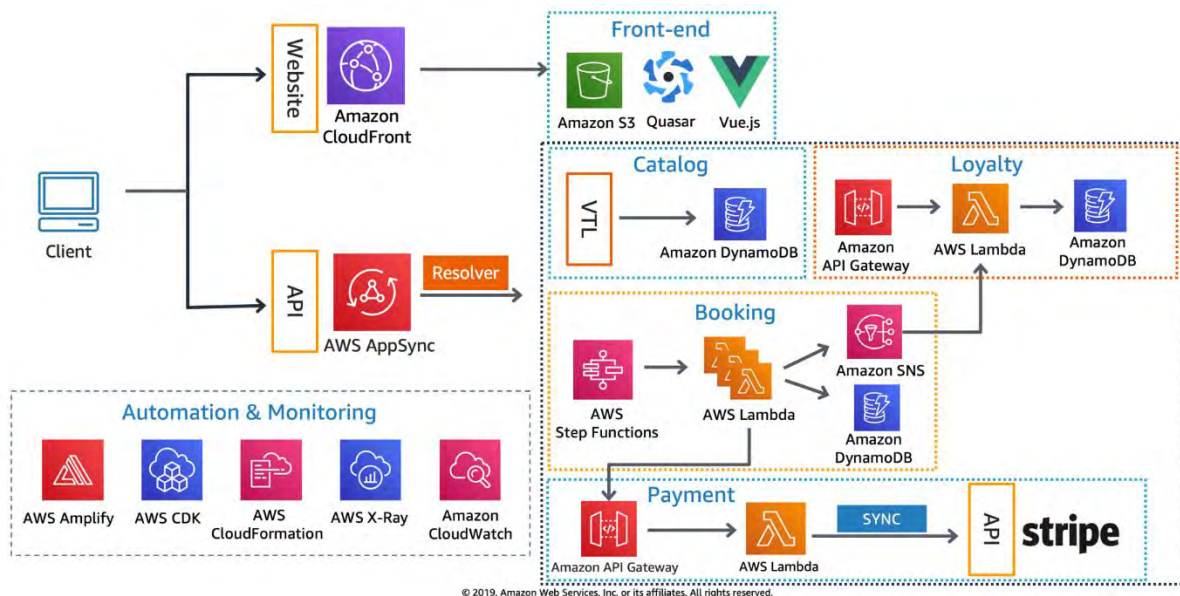 Website
Amazon
CloudFront
Front-end
Amazon S3
Quasar
Vue.js
Client
API
AWS AppSync
Resolver
Catalog
VTL
Amazon DynamoDB
Loyalty
Amazon
API Gateway
AWS Lambda
Amazon
DynamoDB
Booking
AWS
Step Functions
AWS Lambda
Amazon SNS
Amazon
DynamoDB
Automation & Monitoring
AWS Amplify
AWS CDK
AWS
CloudFormation
AWS X-Ray
Amazon
CloudWatch
Payment
Amazon API Gateway
AWS Lambda
SYNC
API
stripe
© 2019, Amazon Web Services, Inc. or its affiliates. All rights reserved.